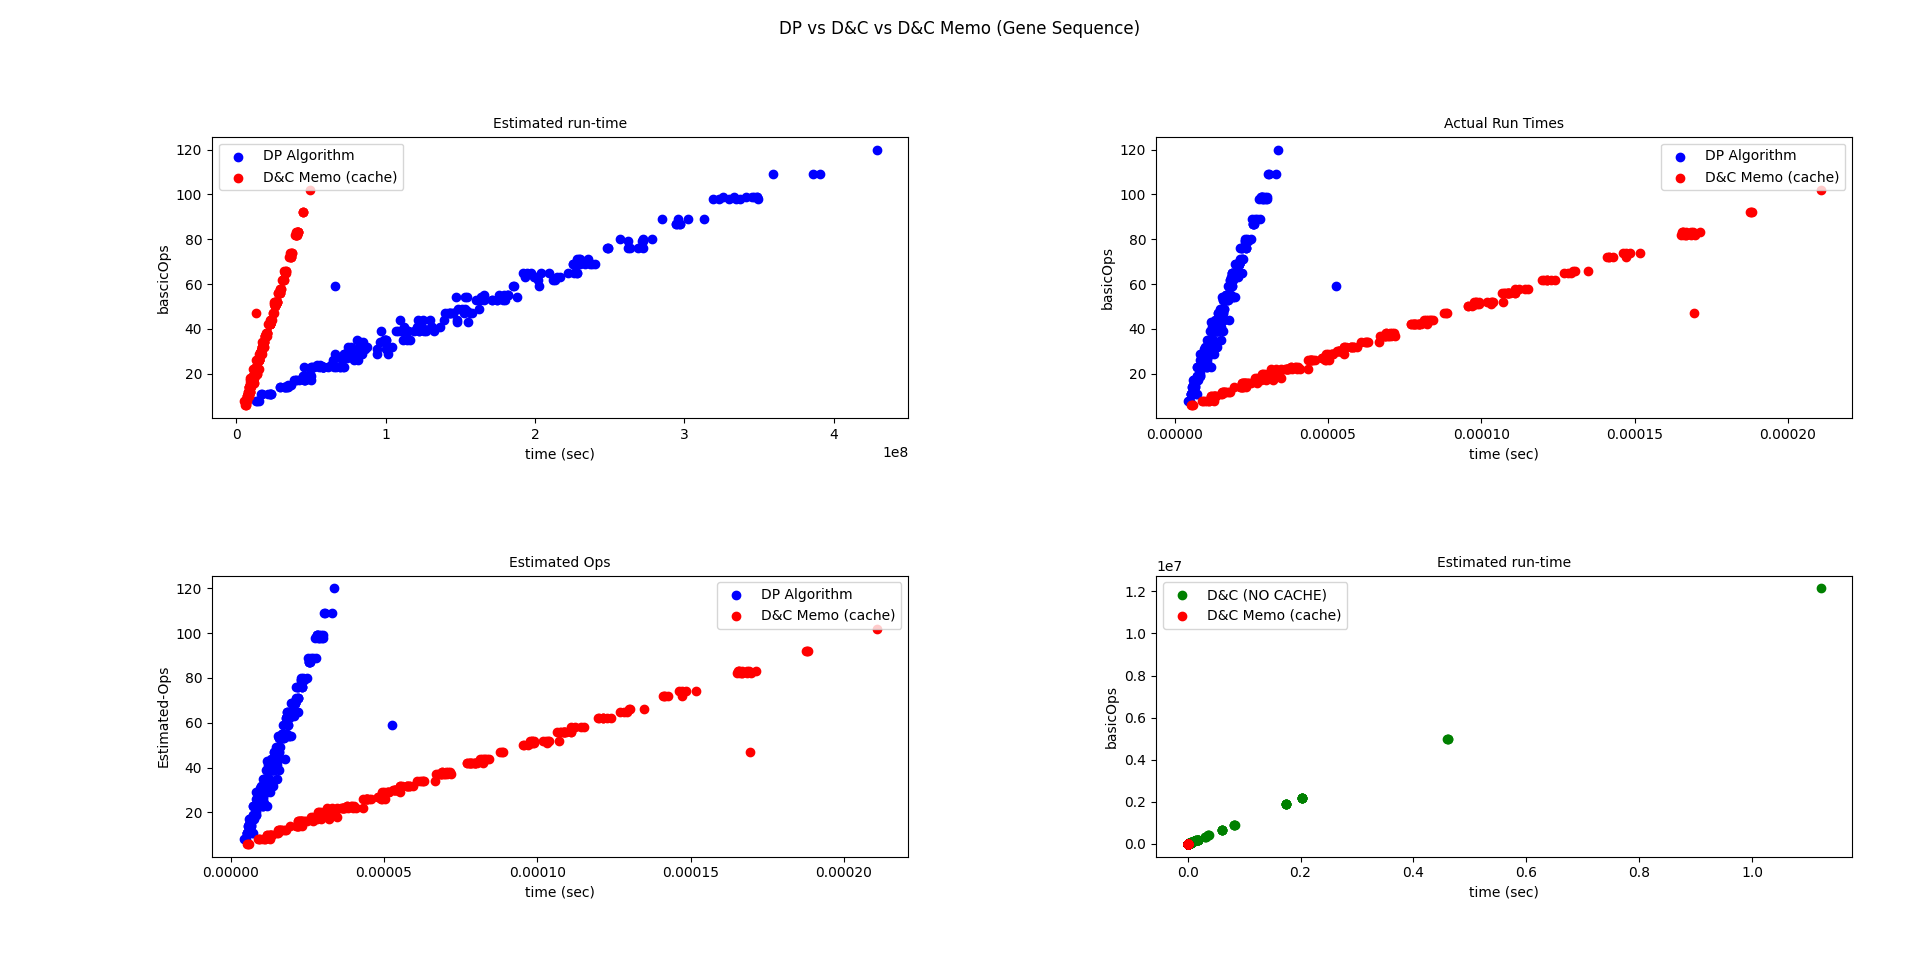 DP vs D&C vs D&C Memo (Gene Sequence)
Estimated run-time
DP Algorithm
D&C Memo (cache)
bascicOps
120
100
80
60
40
20
0
1
2
3
4
1e8
time (sec)
Actual Run Times
DP Algorithm
D&C Memo (cache)
basicOps
120
100
80
60
40
20
0.00000
0.00005
0.00010
0.00015
0.00020
time (sec)
Estimated Ops
DP Algorithm
D&C Memo (cache)
Estimated-Ops
120
100
80
60
40
20
0.00000
0.00005
0.00010
0.00015
0.00020
time (sec)
Estimated run-time
1e7
D&C (NO CACHE)
D&C Memo (cache)
basicOps
1.2
1.0
0.8
0.6
0.4
0.2
0.0
0.0
0.2
0.4
0.6
0.8
1.0
time (sec)